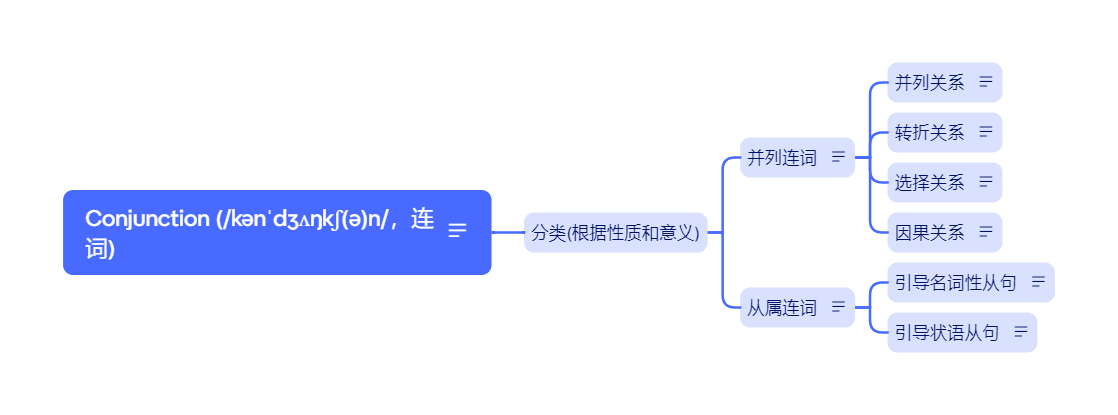 Conjunction (/kənˈdʒʌŋkʃ(ə)n/，连
词)
分类(根据性质和意义)
并列连词
并列关系
转折关系
选择关系
因果关系
从属连词
引导名词性从句
引导状语从句